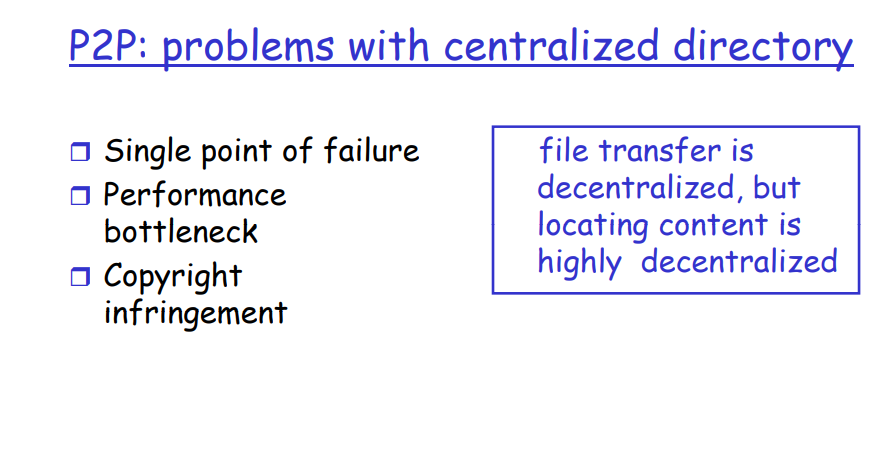 P2P: problems with centralized directory
Single point of failure
Performance
bottleneck
Copyright
infringement
file transfer is
decentralized, but
locating content is
highly decentralized